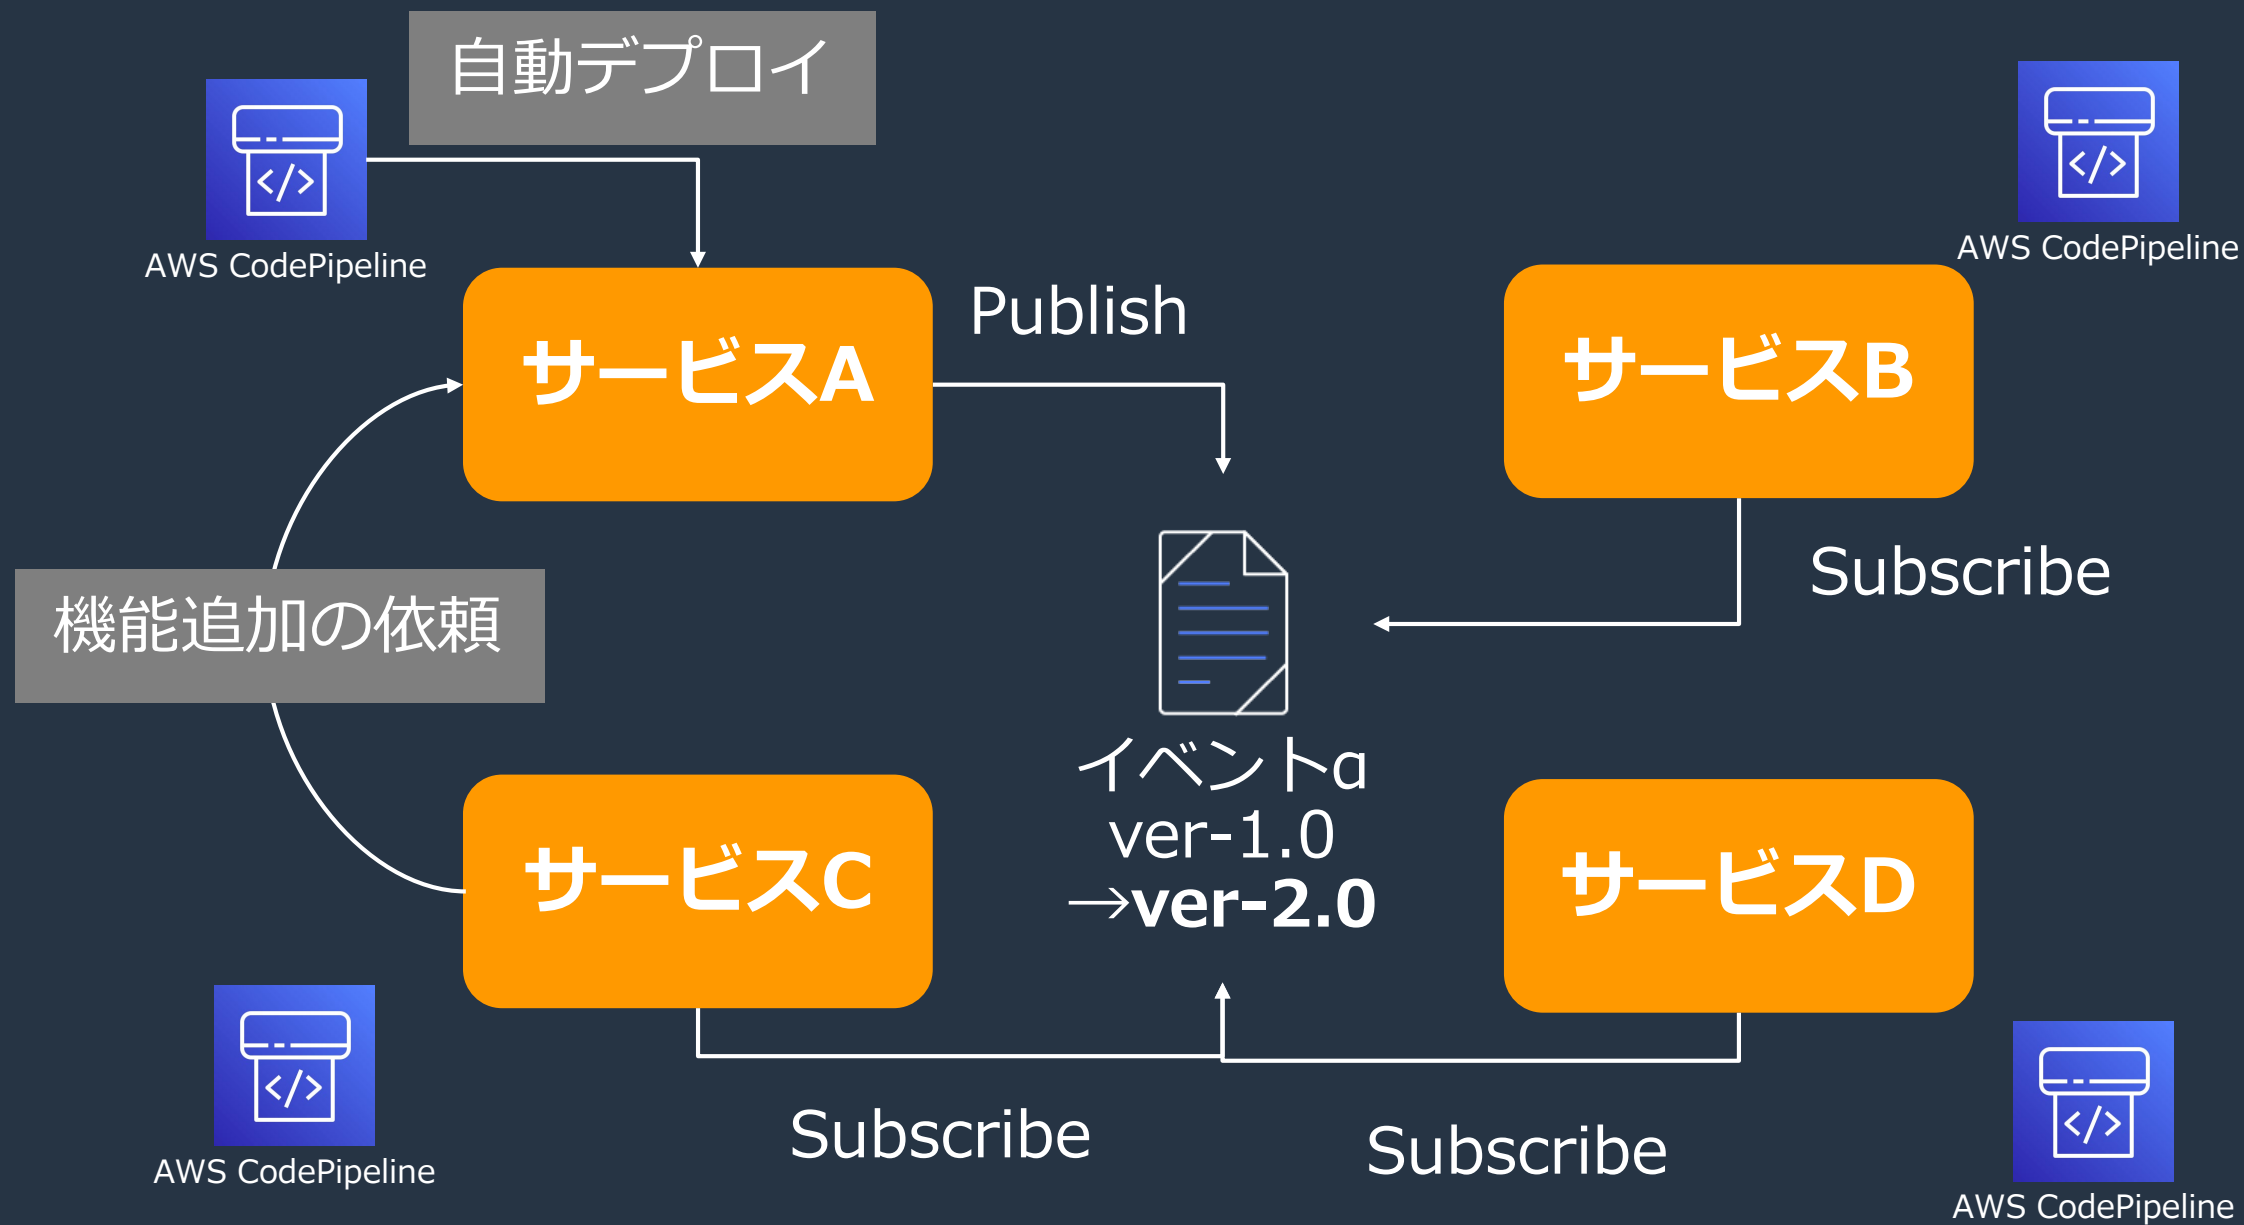 自動デプロイ
AWS CodePipeline
AWS CodePipeline
サービスA
Publish
サービスB
Subscribe
機能追加の依頼
イベントα
ver-1.0
→ver-2.0
サービスC
サービスD
AWS CodePipeline
Subscribe
Subscribe
AWS CodePipeline